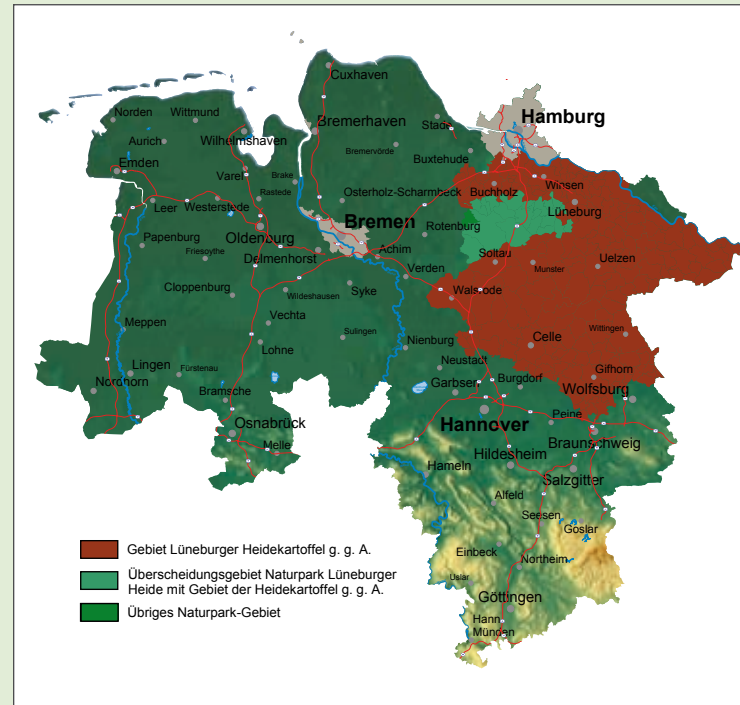 Cuxhaven
Norden
Wittmund
Bremerhaven
Stade
Hamburg
Aurich
Wilhelmshaven
Bremervörde
Buxtehude
Emden
Varel
Brake
Buchholz
Winsen
Leer
Westerstede
Rastede
Osterholz-Scharmbeck
Lüneburg
Bremen
Oldenburg
Rotenburg
Papenburg
Friesoythe
Delmenhorst
Achim
Soltau
Munster
Uelzen
Verden
Cloppenburg
Wildeshausen
Syke
Walsrode
Meppen
Vechta
Sulingen
Nienburg
Celle
Wittingen
Lohne
Lingen
Fürstenau
Neustadt
Gifhorn
Nordhorn
Bramsche
Garbsen
Burgdorf
Wolfsburg
Osnabrück
Hannover
Peine
Melle
Braunschweig
Hildesheim
Hameln
Salzgitter
Alfeld
Seesen
Goslar
Einbeck
Northeim
Uslar
Göttingen
Hann
Münden
Gebiet Lüneburger Heidekartoffel g. g. A.
Überscheidungsgebiet Naturpark Lüneburger
Heide mit Gebiet der Heidekartoffel g. g. A.
Übriges Naturpark-Gebiet